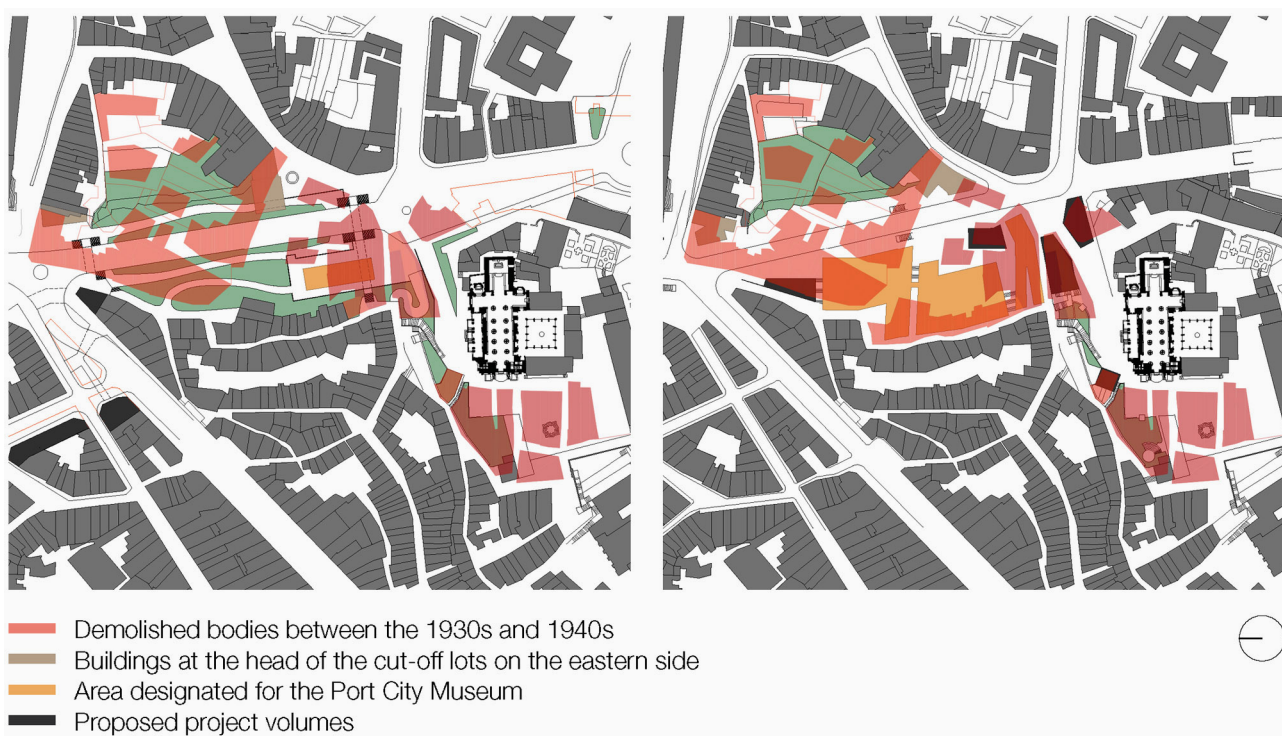 Demolished bodies between the 1930s and 1940s
Buildings at the head of the cut-off lots on the eastern side
Area designated for the Port City Museum
Proposed project volumes